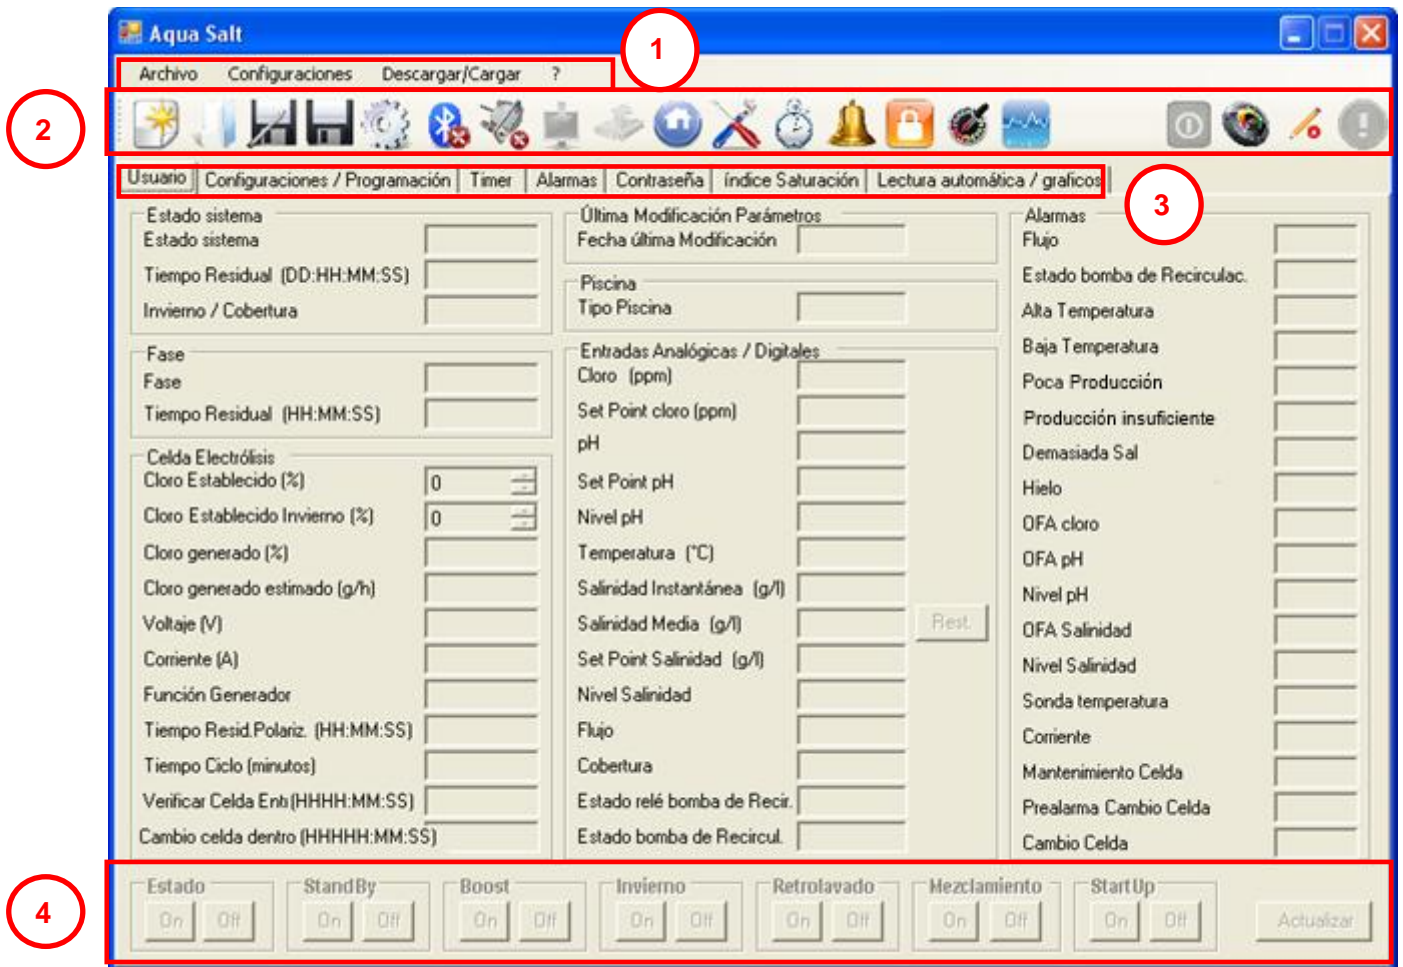 Aqua Salt
1
Archivo Configuraciones Descargar/Cargar ?
2
Usuario Configuraciones / Programación Timer Alarmas Contraseña índice Saturación Lectura automática / graficos
3
Estado sistema
Estado sistema
Tiempo Residual (DD:HH:MM:SS)
Invierno / Cobertura
Fase
Fase
Tiempo Residual (HH:MM:SS)
Celda Electrólisis
Cloro Establecido (%) 0
Cloro Establecido Invierno (%) 0
Cloro generado (%)
Cloro generado estimado (g/h)
Voltaje (V)
Corriente (A)
Función Generador
Tiempo Resid.Polariz. (HH:MM:SS)
Tiempo Ciclo (minutos)
Verificar Celda Entr(HHHH:MM:SS)
Cambio celda dentro (HHHHH:MM:SS)
Última Modificación Parámetros
Fecha última Modificación
Piscina
Tipo Piscina
Entradas Analógicas / Digitales
Cloro (ppm)
Set Point cloro (ppm)
pH
Set Point pH
Nivel pH
Temperatura (°C)
Salinidad Instantánea (g/l)
Salinidad Media (g/l) Rest.
Set Point Salinidad (g/l)
Nivel Salinidad
Flujo
Cobertura
Estado relé bomba de Recir.
Estado bomba de Recircul.
Alarmas
Flujo
Estado bomba de Recirculac.
Alta Temperatura
Baja Temperatura
Poca Producción
Producción insuficiente
Demasiada Sal
Hielo
OFA cloro
OFA pH
Nivel pH
OFA Salinidad
Nivel Salinidad
Sonda temperatura
Corriente
Mantenimiento Celda
Prealarma Cambio Celda
Cambio Celda
4
Estado StandBy Boost Invierno Retrolavado Mezclamiento StartUp
On Off On Off On Off On Off On Off On Off On Off Actualizar